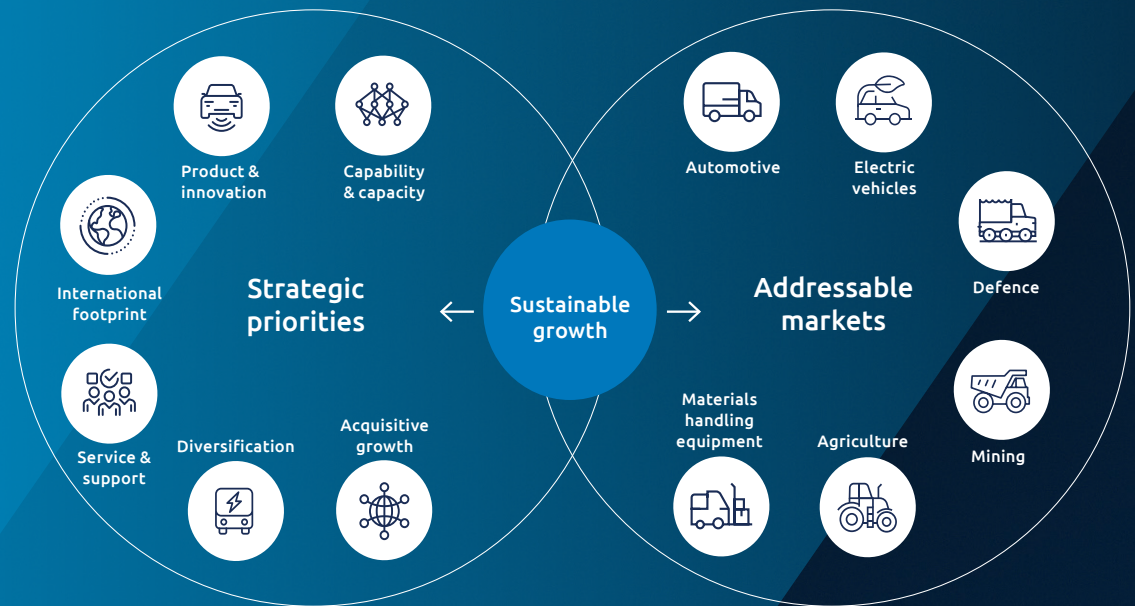 Product &
innovation
Capability
& capacity
International
footprint
Strategic
priorities
Service &
support
Diversification
Acquisitive
growth
Sustainable
growth
Automotive
Electric
vehicles
Defence
Addressable
markets
Materials
handling
equipment
Agriculture
Mining